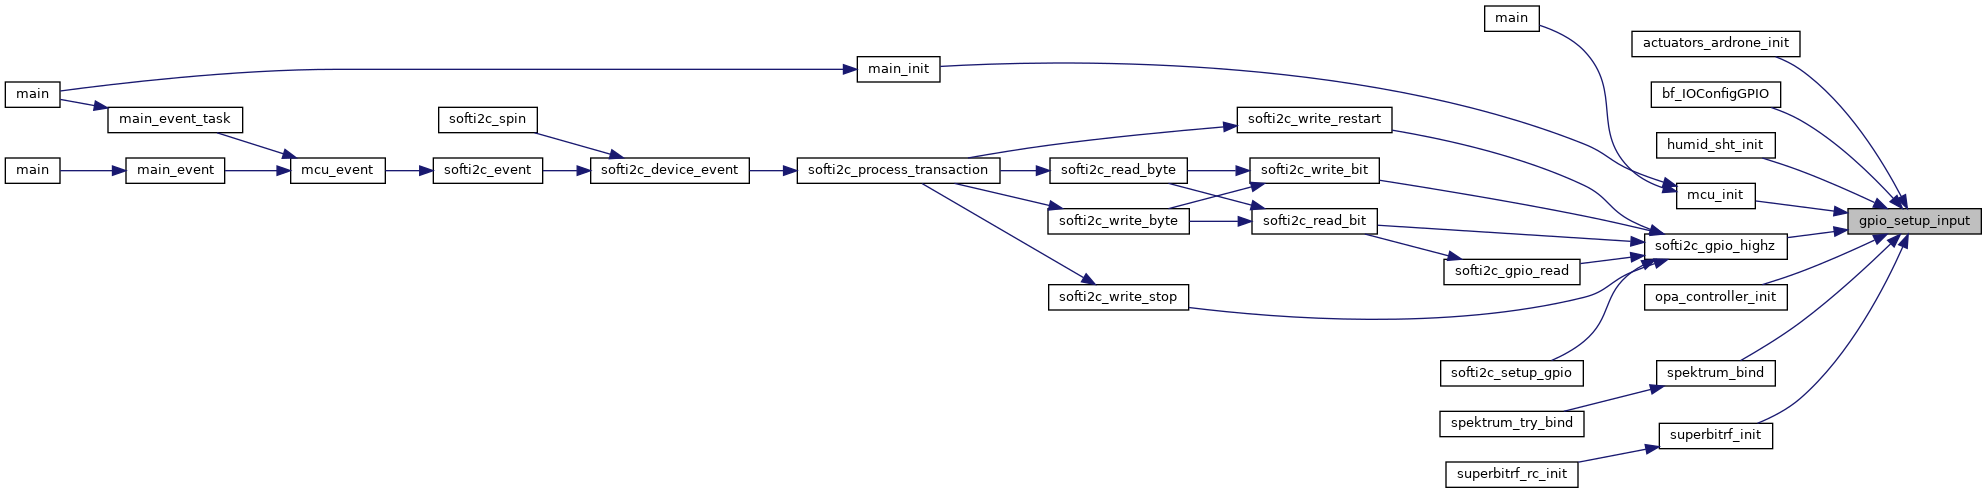 main
actuators_ardrone_init
main_init
main
bf_IOConfigGPIO
main_event_task
softi2c_spin
softi2c_write_restart
humid_sht_init
main
main_event
mcu_event
softi2c_event
softi2c_device_event
softi2c_process_transaction
softi2c_read_byte
softi2c_write_bit
mcu_init
softi2c_write_byte
softi2c_read_bit
gpio_setup_input
softi2c_gpio_highz
softi2c_gpio_read
softi2c_write_stop
opa_controller_init
softi2c_setup_gpio
spektrum_bind
spektrum_try_bind
superbitrf_init
superbitrf_rc_init